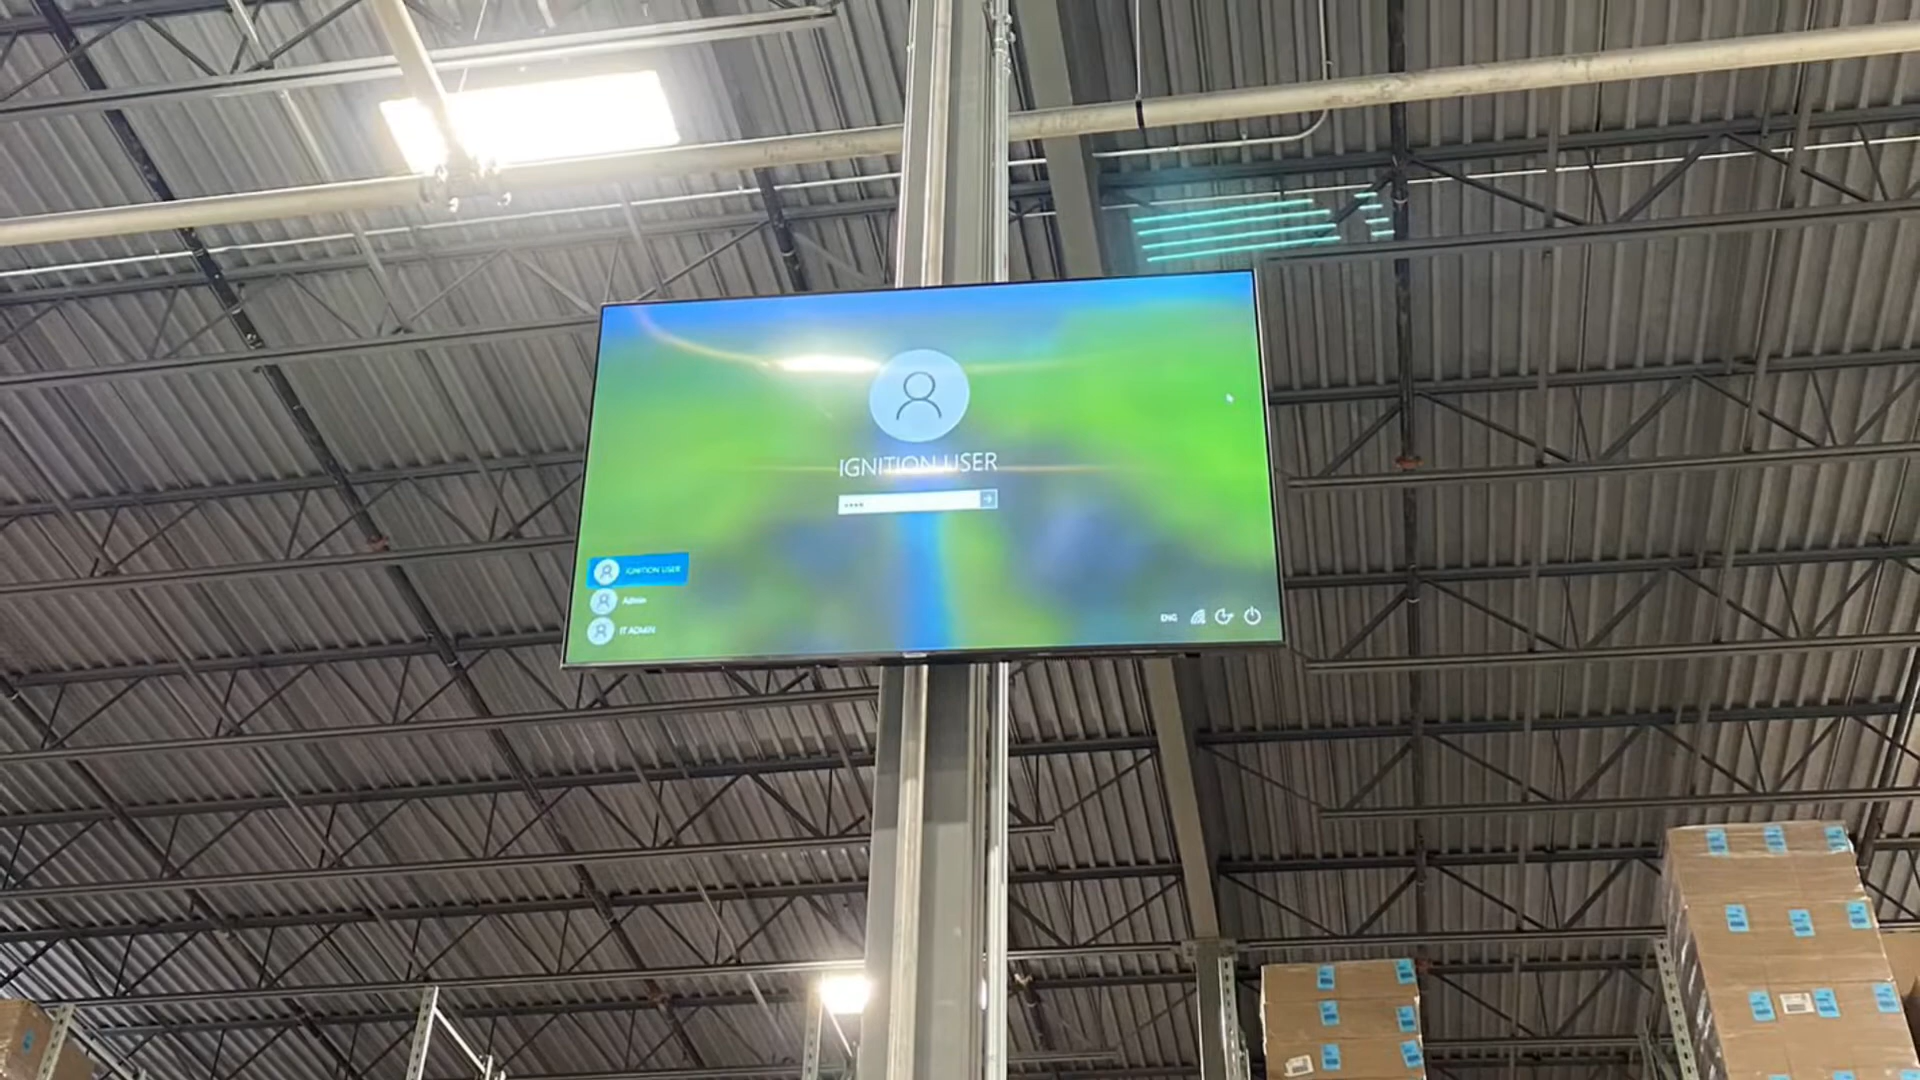 IGNITION USER
IGNITION USER
Admin
IT ADMIN
ENG